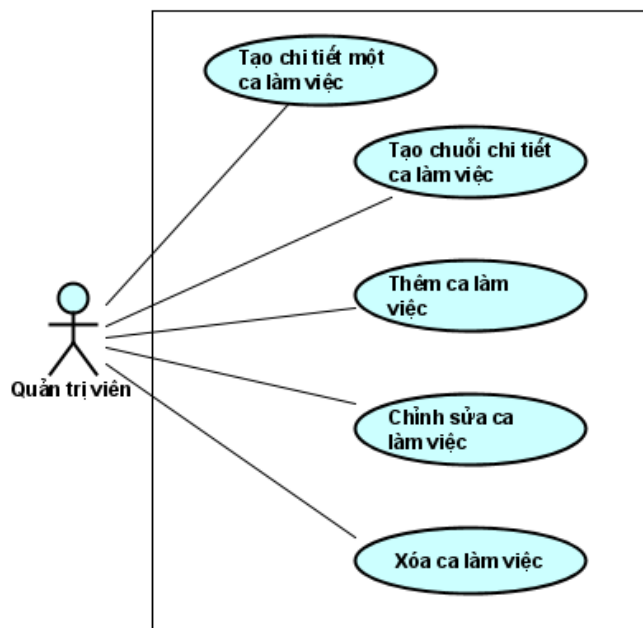 Tạo chi tiết một
ca làm việc
Tạo chuỗi chi tiết
ca làm việc
Thêm ca làm
việc
Quản trị viên
Chỉnh sửa ca
làm việc
Xóa ca làm việc